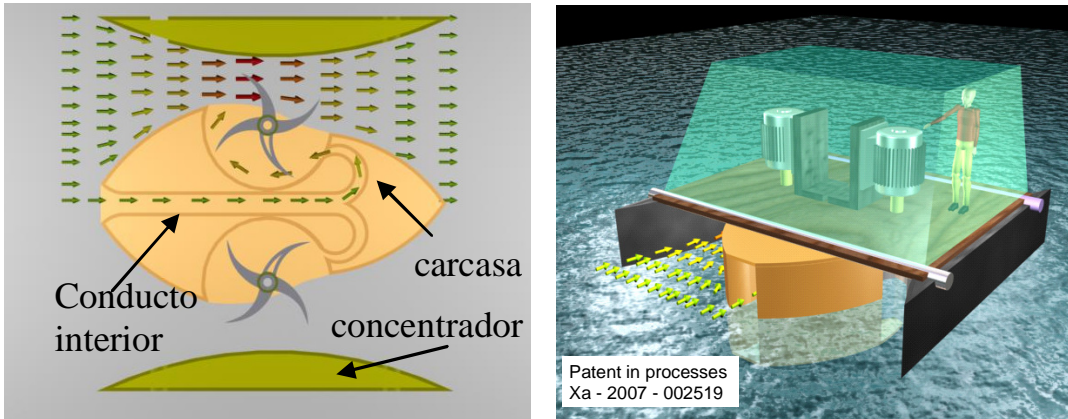 carcasa
Conducto
interior
concentrador
Patent in processes
Xa - 2007 - 002519